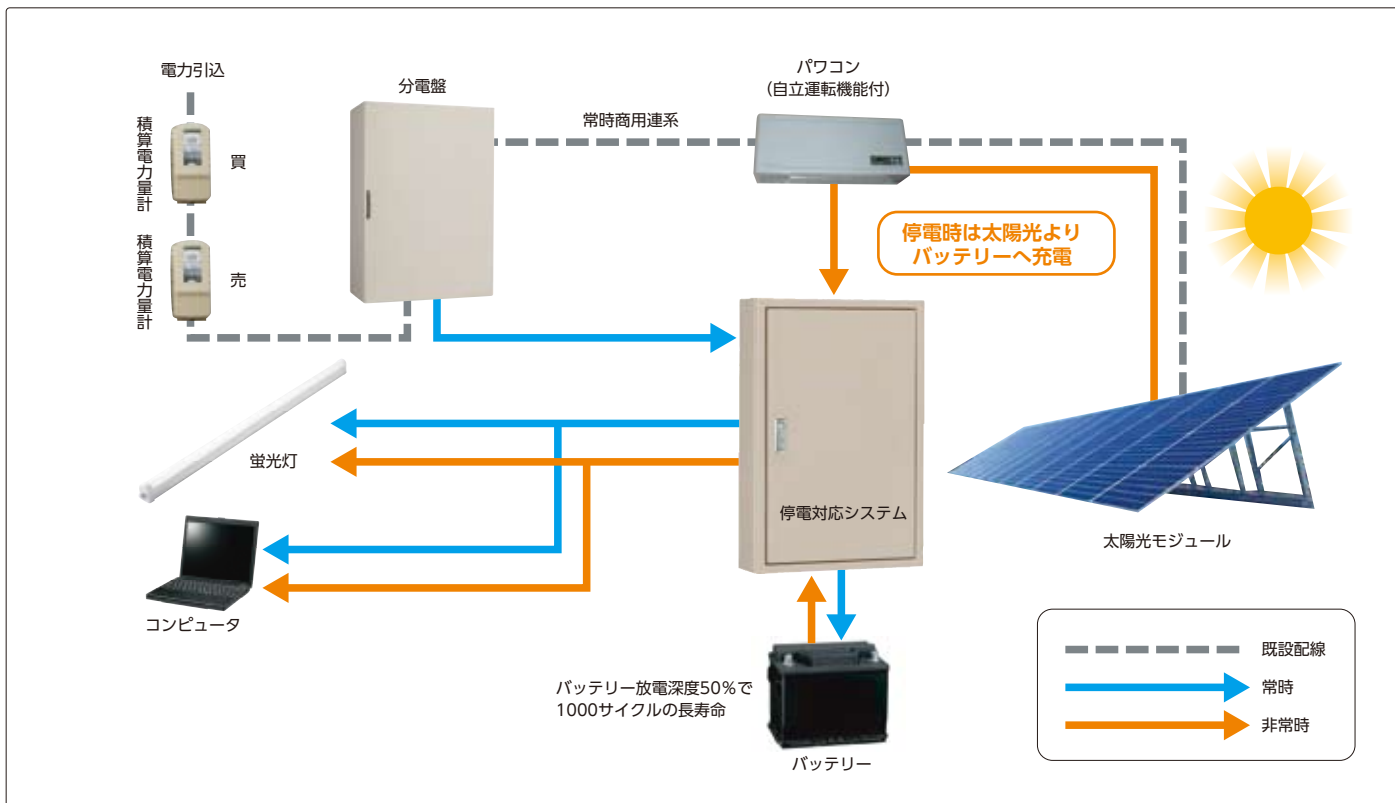 電力引込
積算電力量計
買
積算電力量計
売
分電盤
常時商用連系
パワコン
(自立運転機能付)
停電時は太陽光より
バッテリーへ充電
蛍光灯
コンピュータ
停電対応システム
太陽光モジュール
バッテリー放電深度50%で
1000サイクルの長寿命
バッテリー
既設配線
常時
非常時